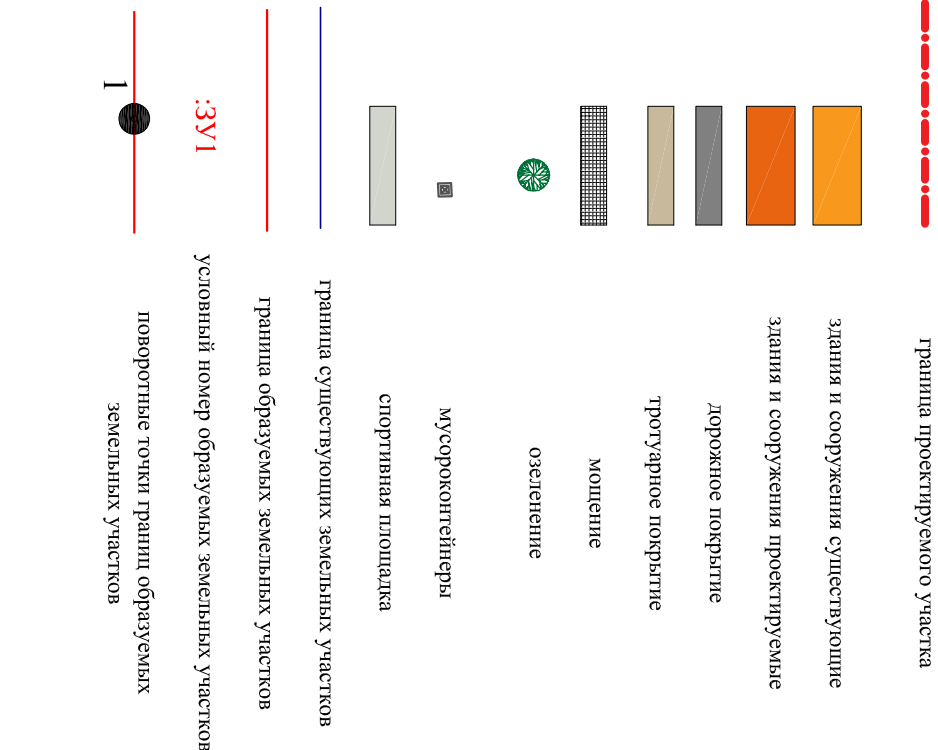 граница проектируемого участка
здания и сооружения существующие
здания и сооружения проектируемые
дорожное покрытие
тротуарное покрытие
мощение
озеленение
мусороконтейнеры
спортивная площадка
граница существующих земельных участков
граница образуемых земельных участков
:ЗУ1
условный номер образуемых земельных участков
1
поворотные точки границ образуемых
земельных участков